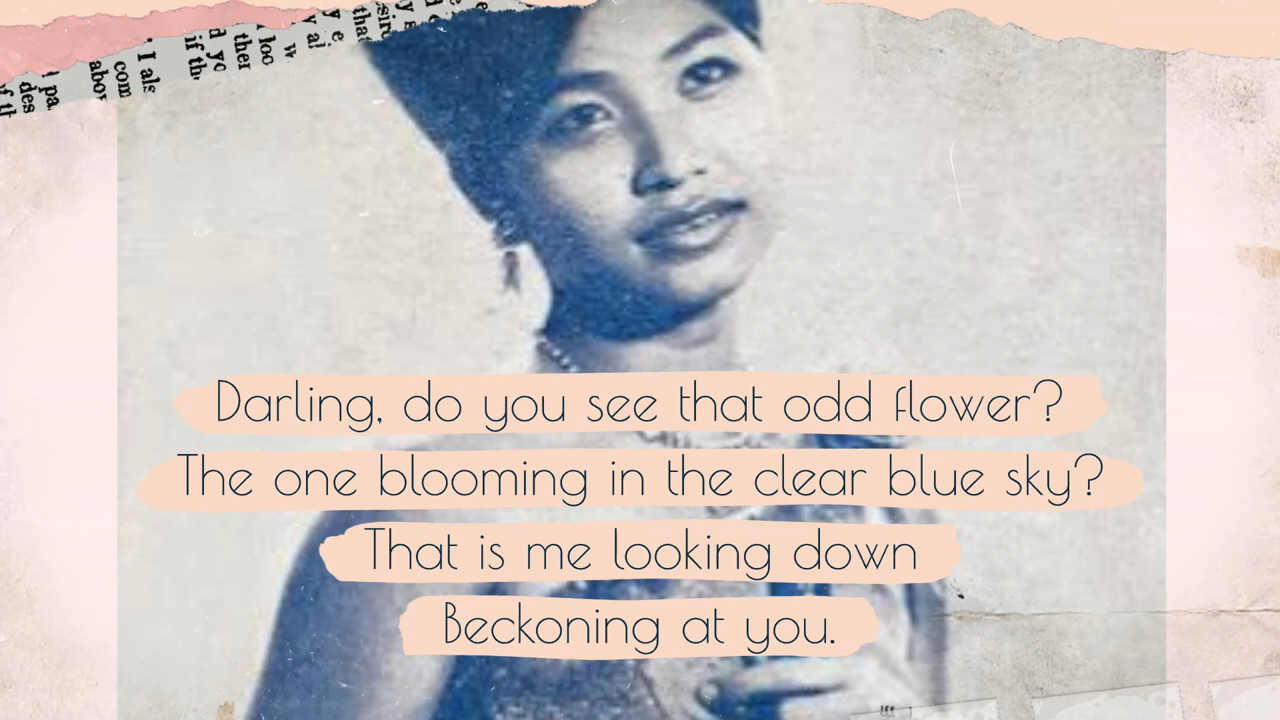 Darling, do you see that odd flower?
The one blooming in the clear blue sky?
That is me looking down
Beckoning at you.